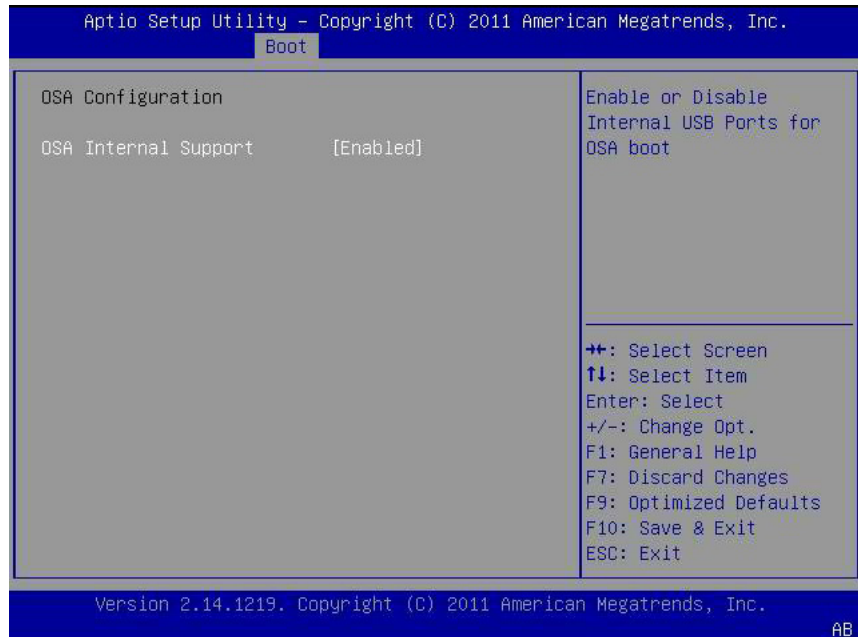 Aptio Setup Utility – Copyright (C) 2011 American Megatrends, Inc.
Boot
OSA Configuration
OSA Internal Support [Enabled]
Enable or Disable
Internal USB Ports for
OSA boot
→←: Select Screen
↑↓: Select Item
Enter: Select
+/-: Change Opt.
F1: General Help
F7: Discard Changes
F9: Optimized Defaults
F10: Save & Exit
ESC: Exit
Version 2.14.1219. Copyright (C) 2011 American Megatrends, Inc.
AB